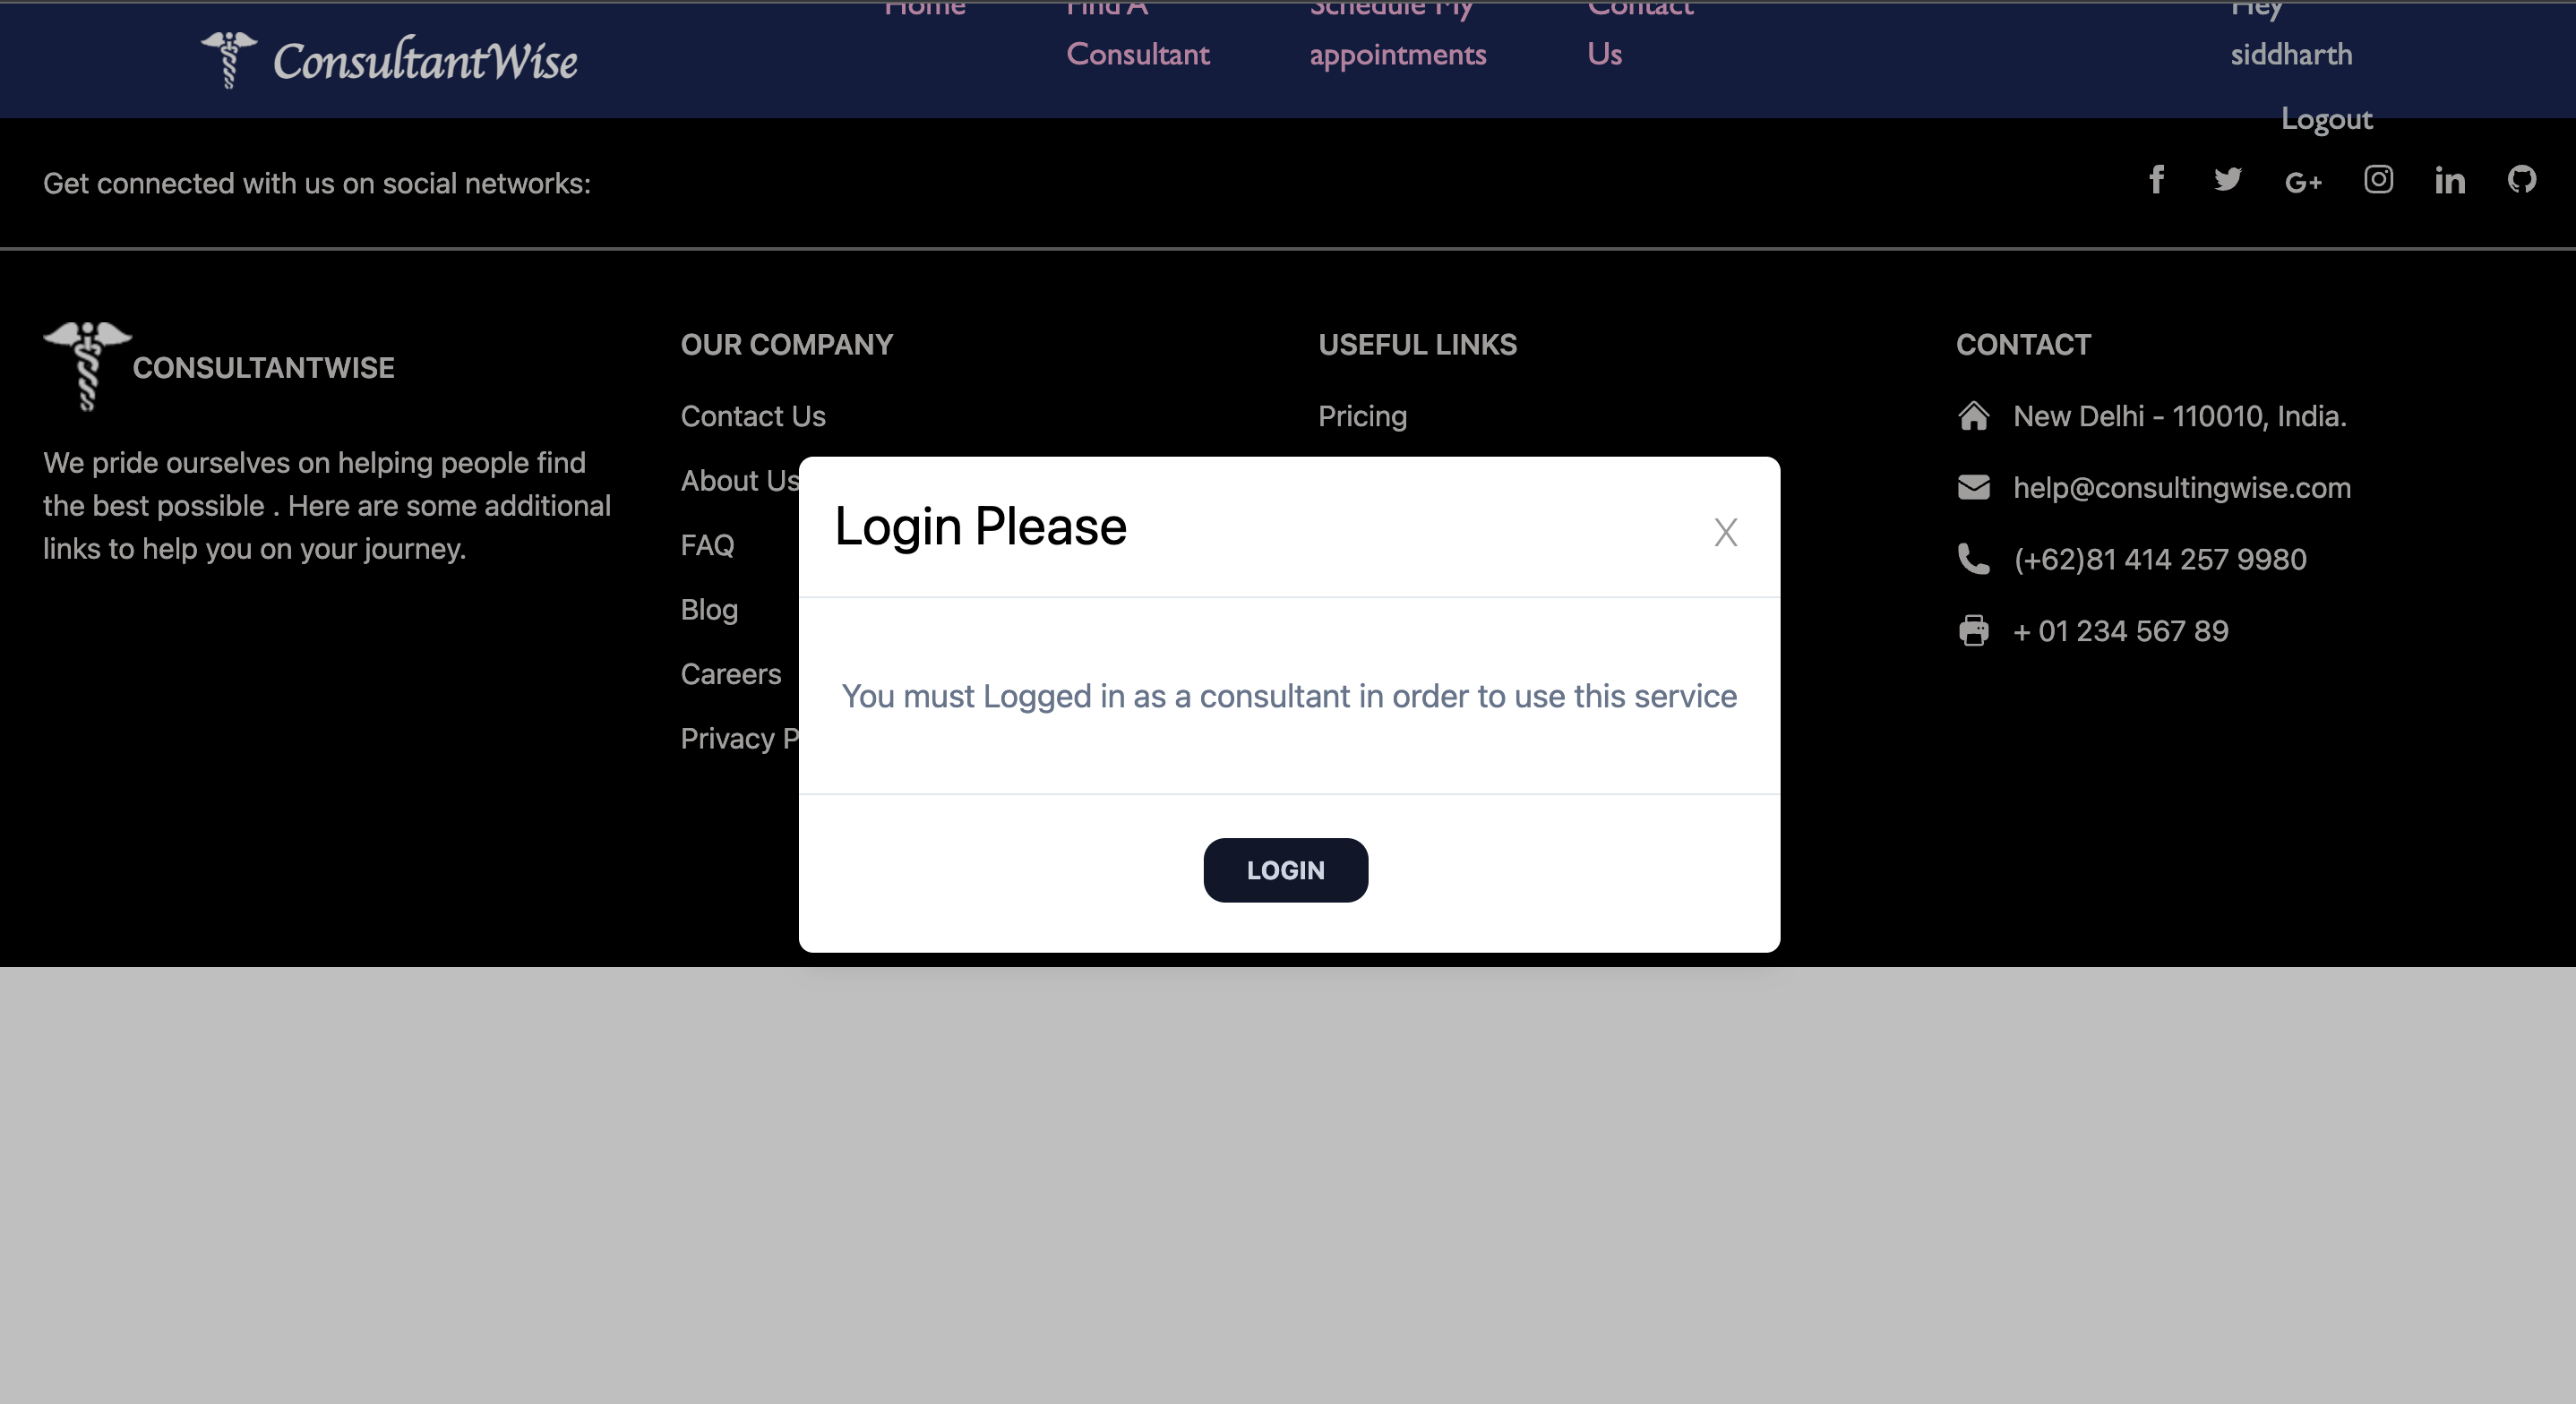 Home
Find A
Consultant
Schedule My
appointments
Contact
Us
Hey
siddharth
Logout
ConsultantWise
Get connected with us on social networks:
G+
in
CONSULTANTWISE
We pride ourselves on helping people find
the best possible . Here are some additional
links to help you on your journey.
OUR COMPANY
Contact Us
About Us
FAQ
Blog
Careers
Privacy P
USEFUL LINKS
Pricing
CONTACT
New Delhi - 110010, India.
help@consultingwise.com
(+62)81 414 257 9980
+ 01 234 567 89
Login Please
X
You must Logged in as a consultant in order to use this service
LOGIN